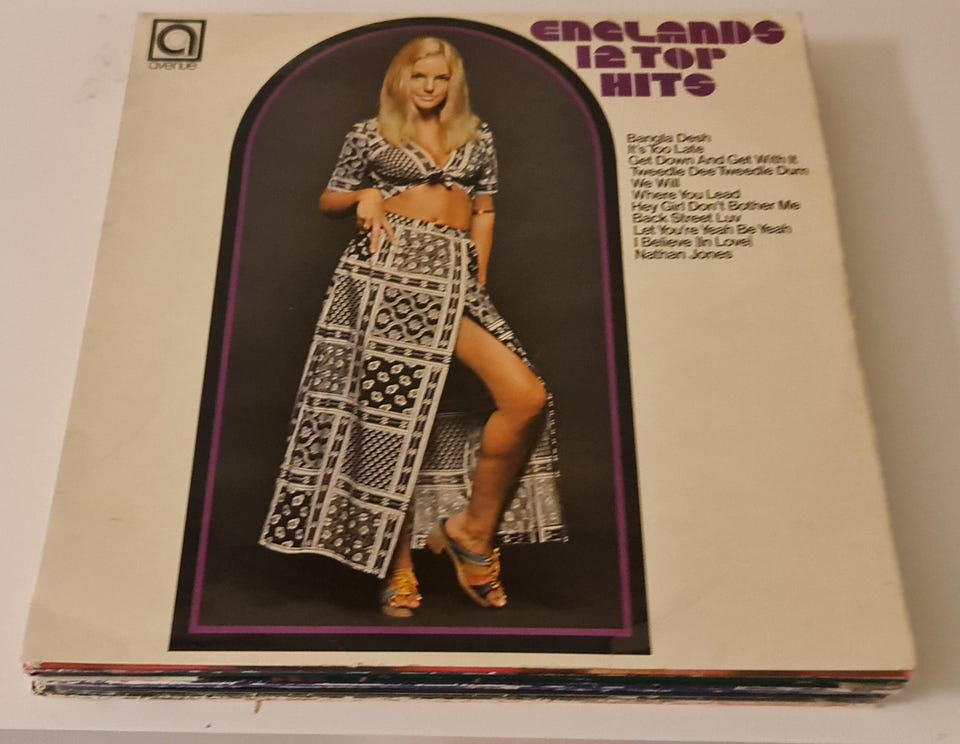 avenue
ENGLANDS
12 TOP
HITS
Bangla Desh
It's Too Late
Get Down And Get With It
Tweedle Dee Tweedle Dum
We Will
Where You Lead
Hey Girl Don't Bother Me
Back Street Luv
Let You're Yeah Be Yeah
I Believe (In Love)
Nathan Jones